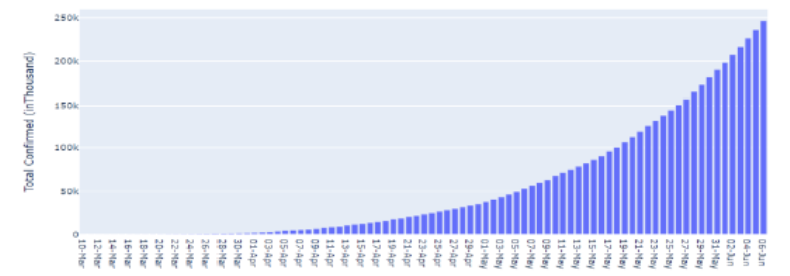 Total Confirmed (inThousand)
250k
200k
150k
100k
50k
0
10-Mar
12-Mar
14-Mar
16-Mar
18-Mar
20-Mar
22-Mar
24-Mar
26-Mar
28-Mar
30-Mar
01-Apr
03-Apr
05-Apr
07-Apr
09-Apr
11-Apr
13-Apr
15-Apr
17-Apr
19-Apr
21-Apr
23-Apr
25-Apr
27-Apr
29-Apr
01-May
03-May
05-May
07-May
09-May
11-May
13-May
15-May
17-May
19-May
21-May
23-May
25-May
27-May
29-May
31-May
02-Jun
04-Jun
06-Jun